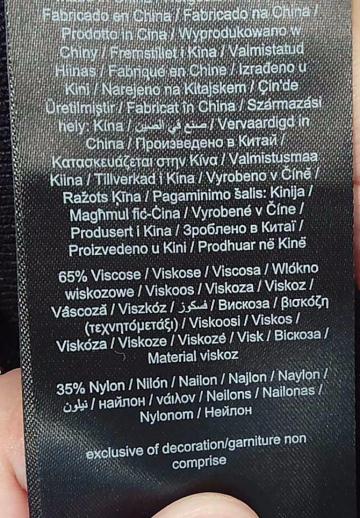 Fabricado en China / Fabricado na China /
Prodotto in Cina / Wyprodukowano w
Chiny / Fremstillet i Kina / Valmistatud
Hiinas / Fabriqué en Chine / Izrađeno u
Kini / Narejeno na Kitajskem / Çin'de
Üretilmiştir / Fabricat in China / Származási
hely: Kína / صنع في الصين / Vervaardigd in
China / Произведено в Китай /
Κατασκευάζεται στην Κίνα / Valmistusmaa
Kiina / Tillverkad i Kina / Vyrobeno v Číně /
Ražots Ķīna / Pagaminimo šalis: Kinija /
Magħmul fiċ-Ċina / Vyrobené v Číne /
Produsert i Kina / Зроблено в Китаї /
Proizvedeno u Kini / Prodhuar në Kinë
65% Viscose / Viskose / Viscosa / Włókno
wiskozowe / Viskoos / Viskoza / Viskoz /
Vâscoză / Viszkóz / فسكوز / Вискоза / βισκόζη
(τεχνητόμετάξι) / Viskoosi / Viskos /
Viskóza / Viskoze / Viskozė / Visk / Віскоза /
Material viskoz
35% Nylon / Nilón / Nailon / Najlon / Naylon /
نيلون / найлон / νάιλον / Neilons / Nailonas /
Nylonom / Нейлон
exclusive of decoration/garniture non
comprise